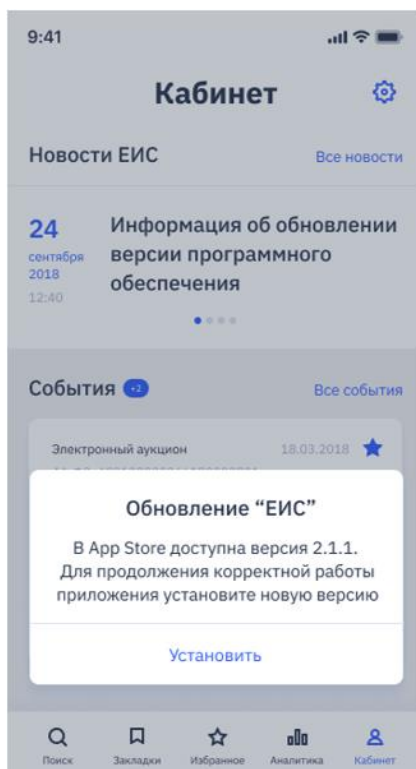 9:41
Кабинет
Новости ЕИС
Все новости
24
сентября
2018
12:40
Информация об обновлении
версии программного
обеспечения
События +2
Все события
Электронный аукцион
18.03.2018
Обновление “ЕИС”
В App Store доступна версия 2.1.1.
Для продолжения корректной работы
приложения установите новую версию
Установить
Поиск
Закладки
Избранное
Аналитика
Кабинет